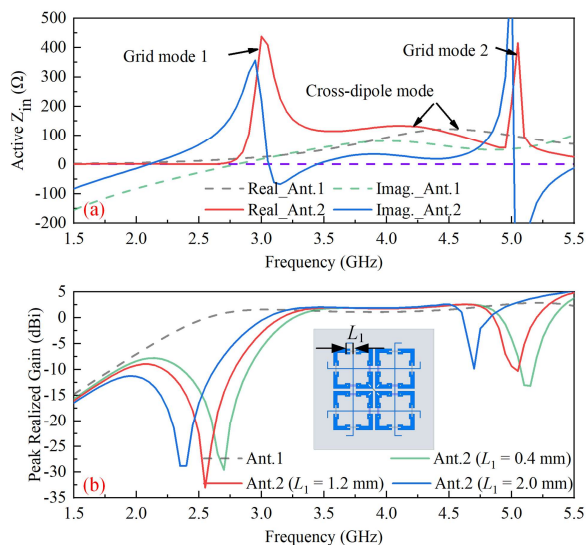 500
400
300
200
100
0
-100
-200
Active Z_in (Ω)
Grid mode 1
Grid mode 2
Cross-dipole mode
Real_Ant.1 Imag._Ant.1
Real_Ant.2 Imag._Ant.2
(a)
1.5 2.0 2.5 3.0 3.5 4.0 4.5 5.0 5.5
Frequency (GHz)
5
0
-5
-10
-15
-20
-25
-30
-35
Peak Realized Gain (dBi)
L₁
Ant.1 Ant.2 (L₁ = 0.4 mm)
Ant.2 (L₁ = 1.2 mm) Ant.2 (L₁ = 2.0 mm)
(b)
1.5 2.0 2.5 3.0 3.5 4.0 4.5 5.0 5.5
Frequency (GHz)